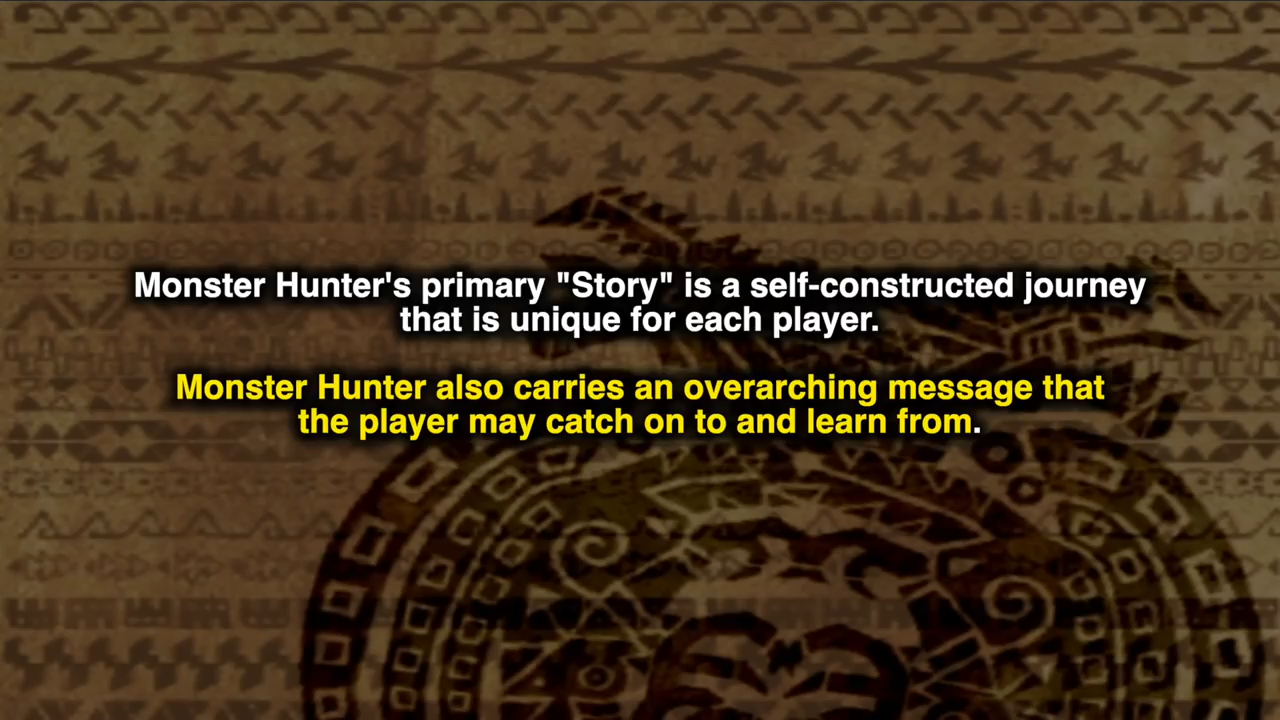 Monster Hunter's primary "Story" is a self-constructed journey
that is unique for each player.
Monster Hunter also carries an overarching message that
the player may catch on to and learn from.